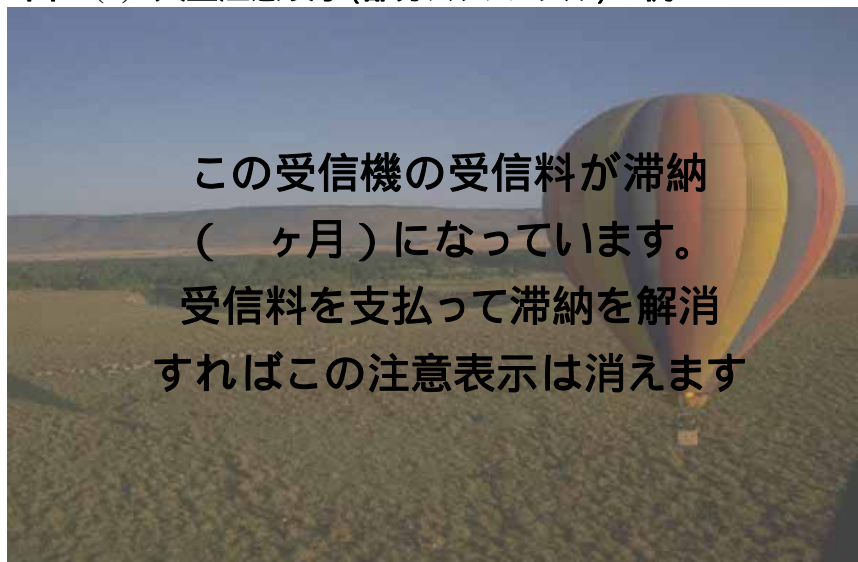 この受信機の受信料が滞納
(　ヶ月)になっています。
受信料を支払って滞納を解消
すればこの注意表示は消えます